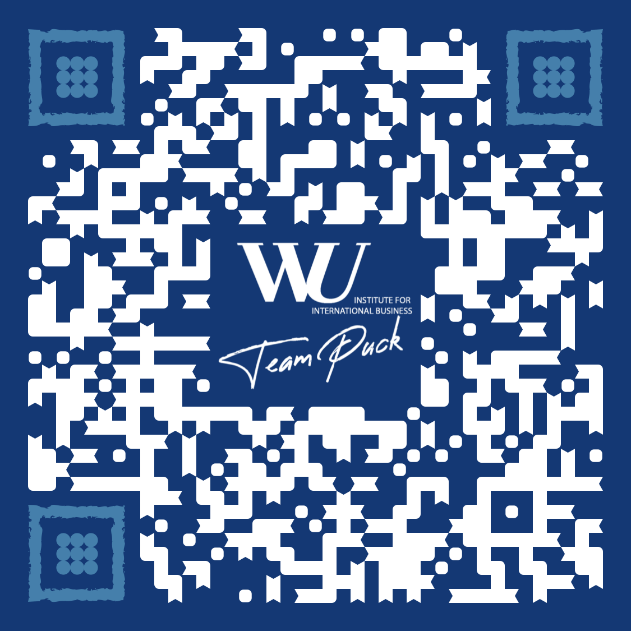 WU
INSTITUTE FOR
INTERNATIONAL BUSINESS
Team Puck